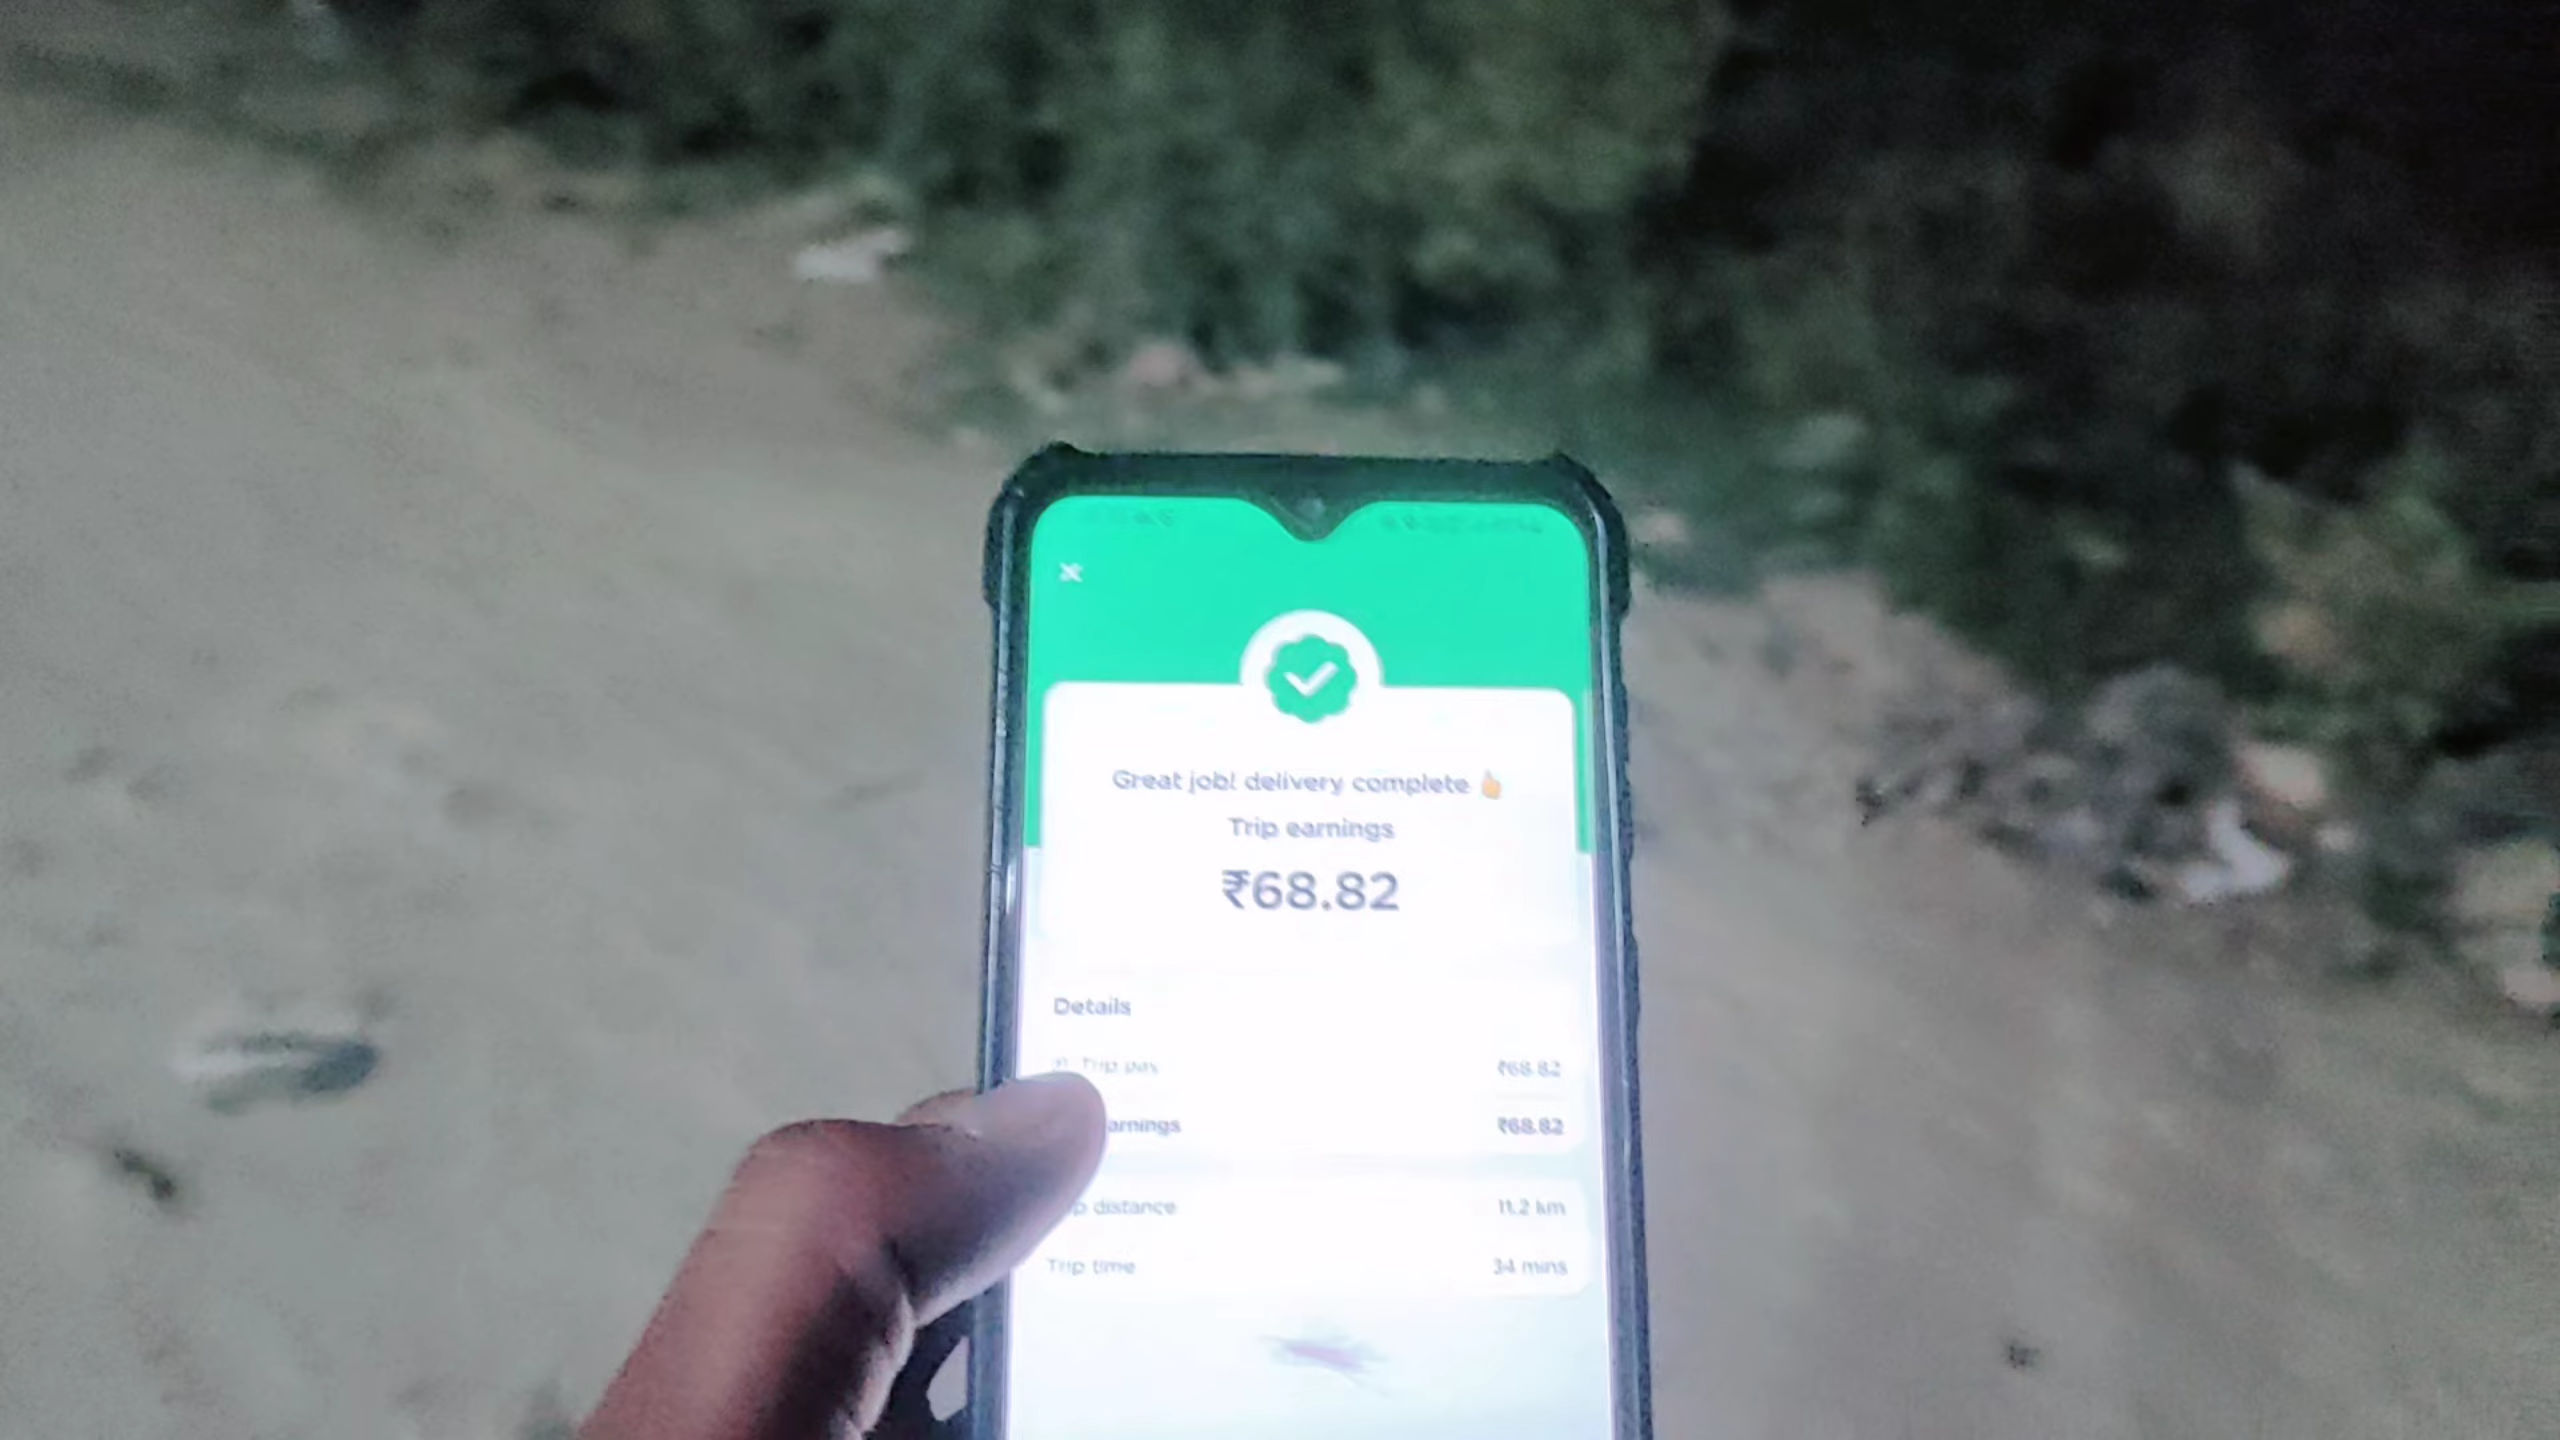 Great job! delivery complete 👆
Trip earnings
₹68.82
Details
Trip pay ₹68.82
arnings ₹68.82
p distance 11.2 km
Trip time 34 mins